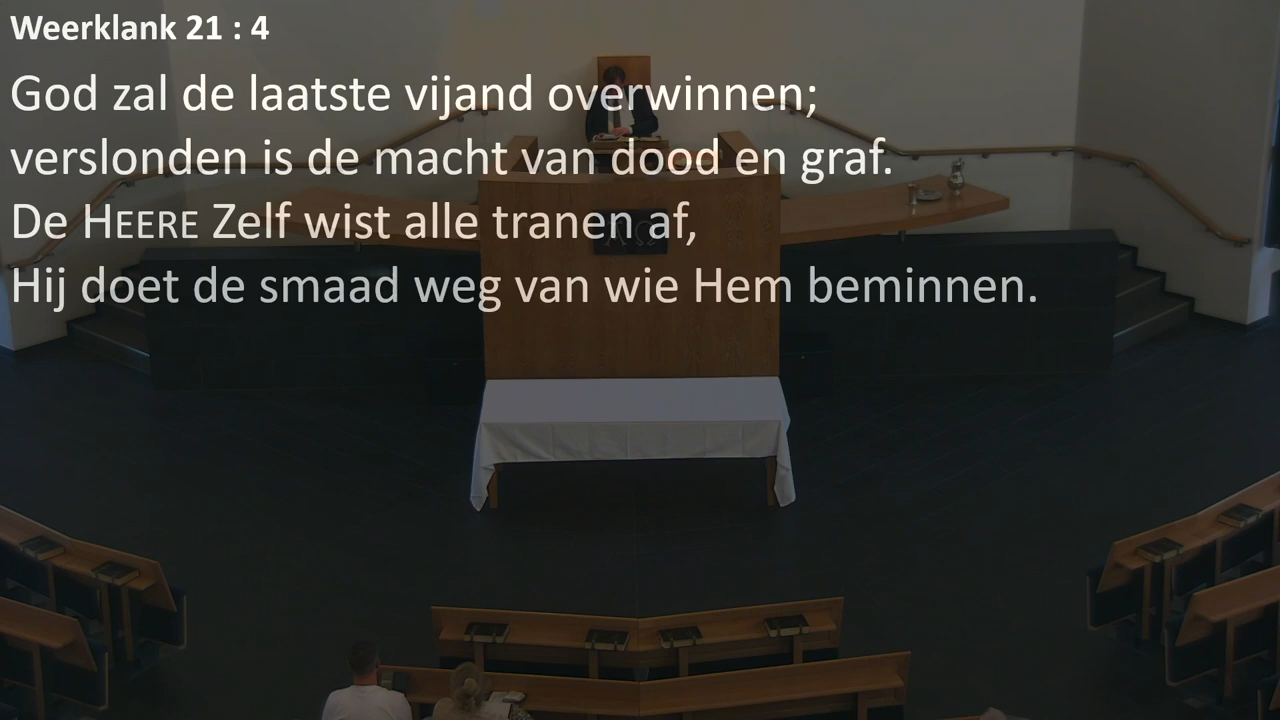 Weerklank 21 : 4
God zal de laatste vijand overwinnen;
verslonden is de macht van dood en graf.
De HEERE Zelf wist alle tranen af,
Hij doet de smaad weg van wie Hem beminnen.
ΑΩ